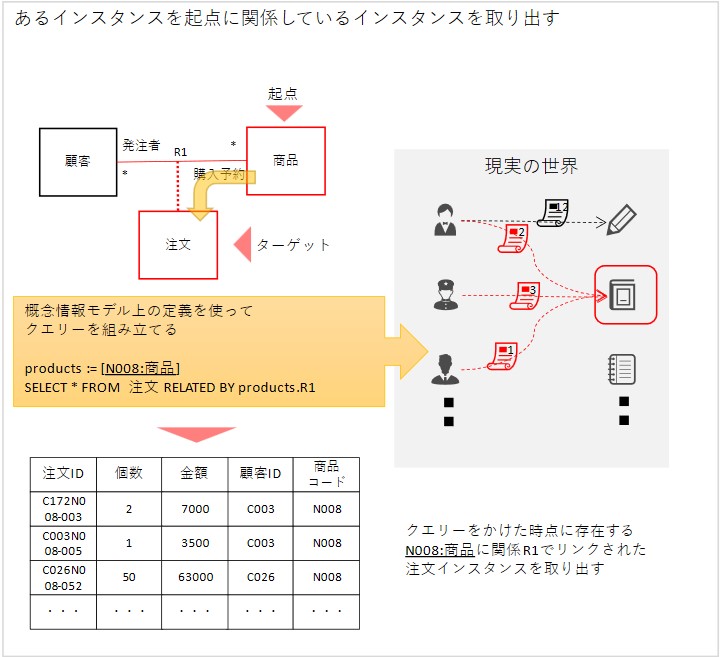 あるインスタンスを起点に関係しているインスタンスを取り出す
起点
顧客
発注者
R1
*
*
商品
購入予約
注文
ターゲット
現実の世界
12
2
3
1
概念情報モデル上の定義を使って
クエリーを組み立てる
products := [N008:商品]
SELECT * FROM 注文 RELATED BY products.R1
注文ID 個数 金額 顧客ID 商品
コード
C172N0
08-003 2 7000 C003 N008
C003N0
08-005 1 3500 C003 N008
C026N0
08-052 50 63000 C026 N008
・・・ ・・・ ・・・ ・・・ ・・・
クエリーをかけた時点に存在する
N008:商品に関係R1でリンクされた
注文インスタンスを取り出す